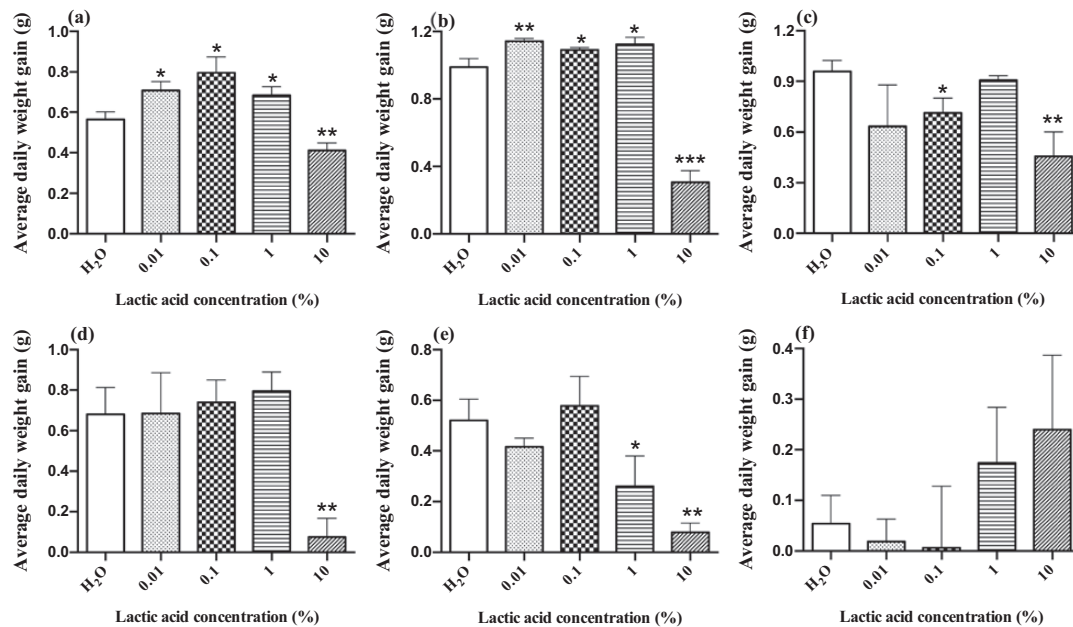 (a)
Average daily weight gain (g)
1.0
0.8
0.6
0.4
0.2
0.0
* * * **
H₂O 0.01 0.1 1 10
Lactic acid concentration (%)
(b)
Average daily weight gain (g)
1.2
0.8
0.4
0.0
** * * ***
H₂O 0.01 0.1 1 10
Lactic acid concentration (%)
(c)
Average daily weight gain (g)
1.2
0.9
0.6
0.3
0.0
* **
H₂O 0.01 0.1 1 10
Lactic acid concentration (%)
(d)
Average daily weight gain (g)
1.0
0.8
0.6
0.4
0.2
0.0
**
H₂O 0.01 0.1 1 10
Lactic acid concentration (%)
(e)
Average daily weight gain (g)
0.8
0.6
0.4
0.2
0.0
* **
H₂O 0.01 0.1 1 10
Lactic acid concentration (%)
(f)
Average daily weight gain (g)
0.4
0.3
0.2
0.1
0.0
H₂O 0.01 0.1 1 10
Lactic acid concentration (%)